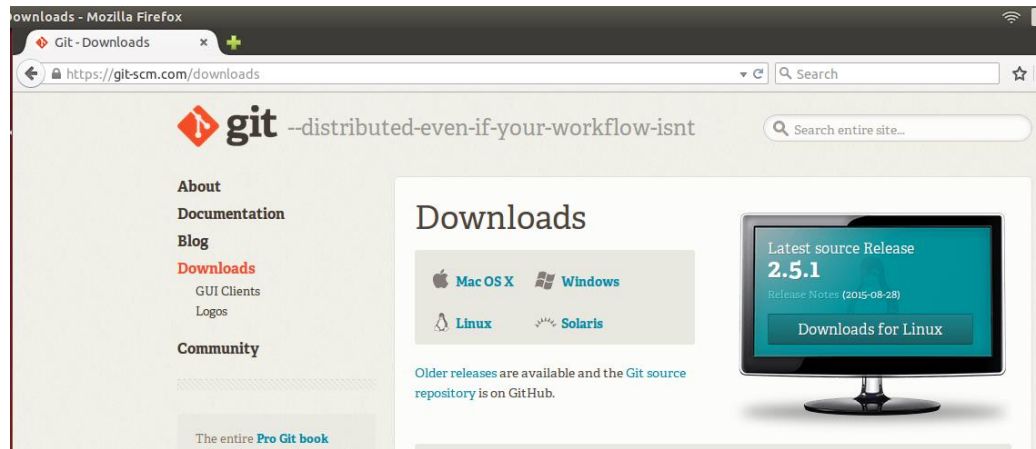 ownloads - Mozilla Firefox
Git - Downloads
https://git-scm.com/downloads
Search
git --distributed-even-if-your-workflow-isnt
Search entire site...
About
Documentation
Blog
Downloads
GUI Clients
Logos
Community
The entire Pro Git book
Downloads
Mac OS X Windows
Linux Solaris
Older releases are available and the Git source
repository is on GitHub.
Latest source Release
2.5.1
Release Notes (2015-08-28)
Downloads for Linux